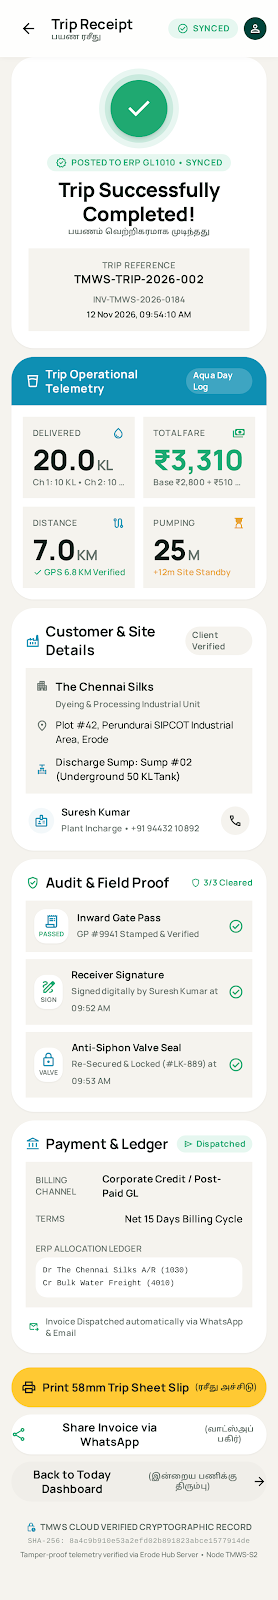 Trip Receipt
பயண ரசீது
SYNCED
POSTED TO ERP GL1010 • SYNCED
Trip Successfully
Completed!
பயணம் வெற்றிகரமாக முடிந்தது
TRIP REFERENCE
TMWS-TRIP-2026-002
INV-TMWS-2026-0184
12 Nov 2026, 09:54:10 AM
Trip Operational
Telemetry
Aqua Day
Log
DELIVERED
20.0 KL
Ch 1: 10 KL • Ch 2: 10 ...
TOTAL FARE
₹3,310
Base ₹2,800 + ₹510 ...
DISTANCE
7.0 KM
GPS 6.8 KM Verified
PUMPING
25 M
+12m Site Standby
Customer & Site
Details
Client
Verified
The Chennai Silks
Dyeing & Processing Industrial Unit
Plot #42, Perundurai SIPCOT Industrial
Area, Erode
Discharge Sump: Sump #02
(Underground 50 KL Tank)
Suresh Kumar
Plant Incharge • +91 94432 10892
Audit & Field Proof
3/3 Cleared
PASSED
Inward Gate Pass
GP #9941 Stamped & Verified
SIGN
Receiver Signature
Signed digitally by Suresh Kumar at
09:52 AM
VALVE
Anti-Siphon Valve Seal
Re-Secured & Locked (#LK-889) at
09:53 AM
Payment & Ledger
Dispatched
BILLING
CHANNEL
Corporate Credit / Post-
Paid GL
TERMS
Net 15 Days Billing Cycle
ERP ALLOCATION LEDGER
Dr The Chennai Silks A/R (1030)
Cr Bulk Water Freight (4010)
Invoice Dispatched automatically via WhatsApp
& Email
Print 58mm Trip Sheet Slip (ரசீது அச்சிடு)
Share Invoice via
WhatsApp
(வாட்ஸ்அப்
பகிர்)
Back to Today
Dashboard
(இன்றைய பணிக்கு
திரும்பு)
TMWS CLOUD VERIFIED CRYPTOGRAPHIC RECORD
SHA-256: 8a4c9b910e53a2efd02b891823abce1577914de
Tamper-proof telemetry verified via Erode Hub Server • Node TMWS-S2